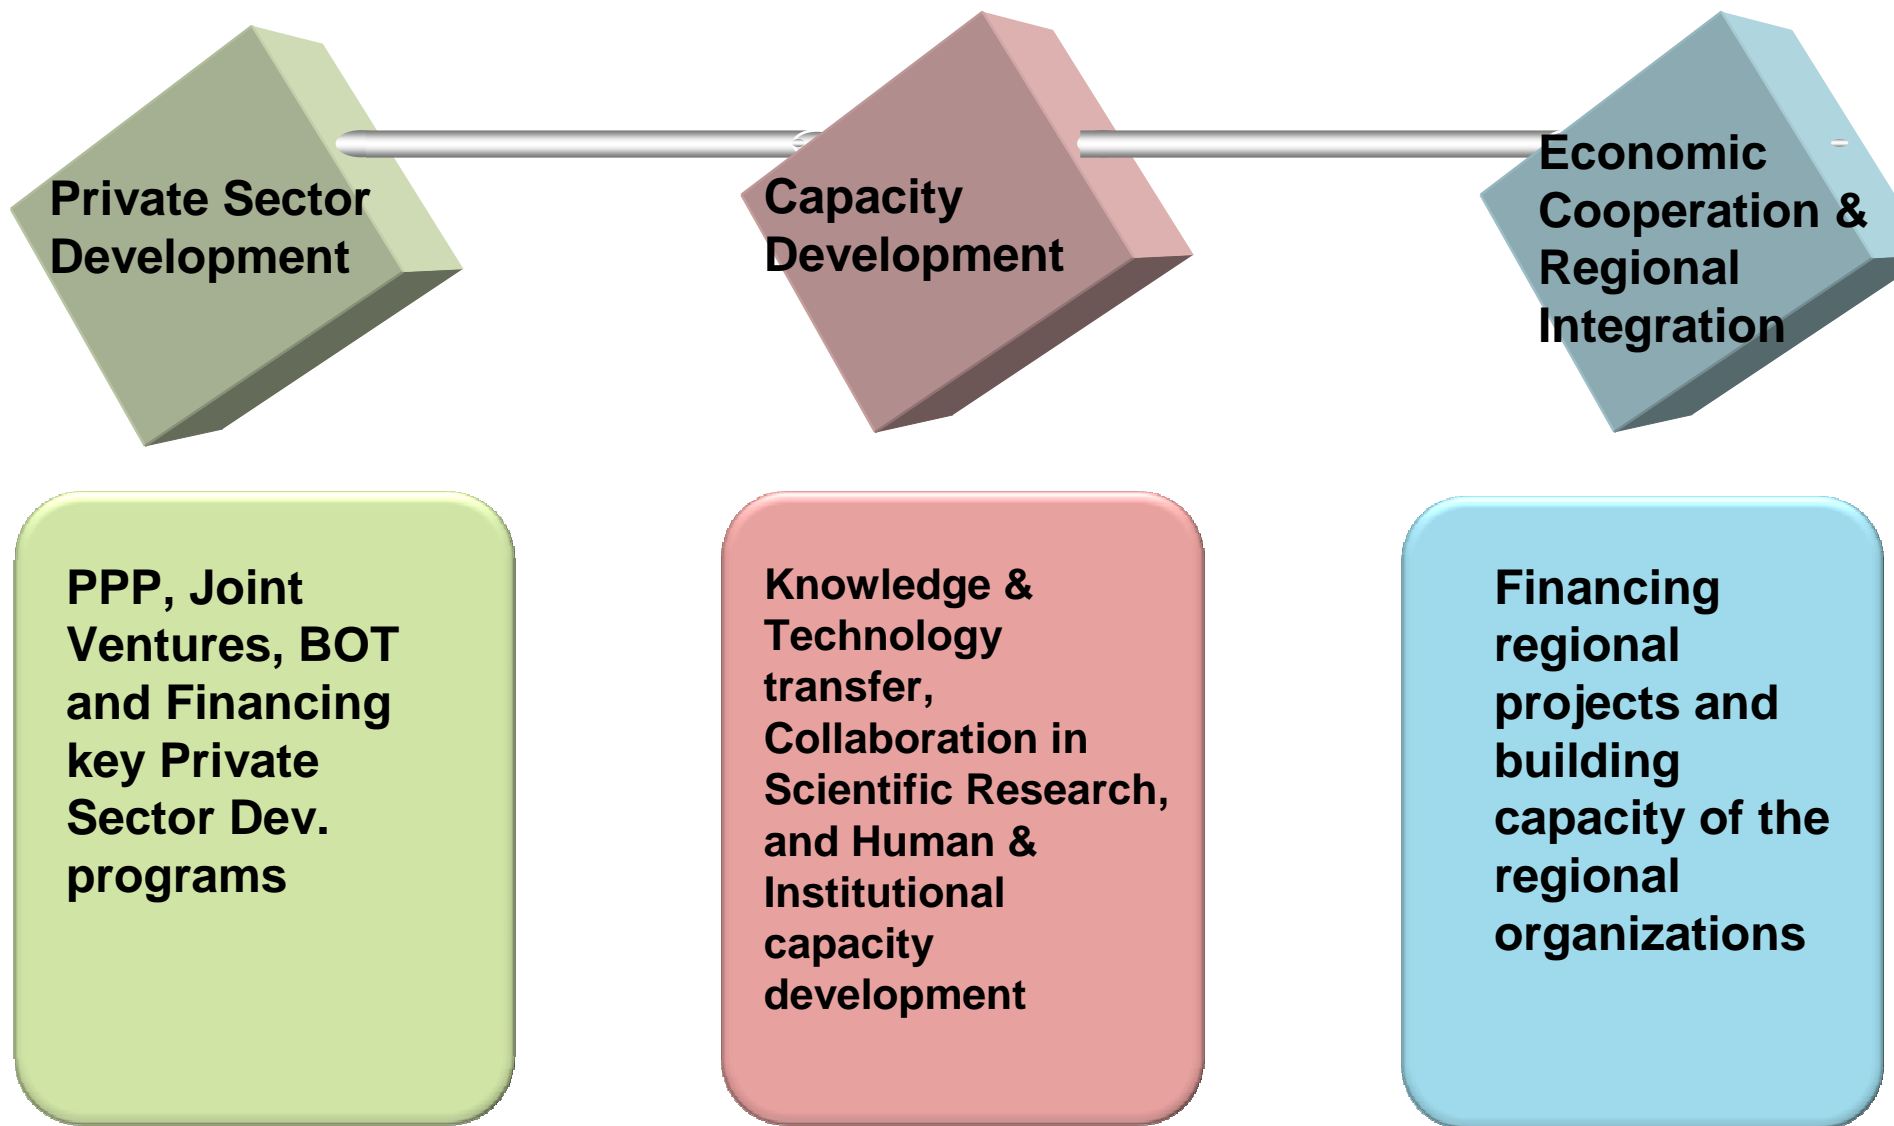 Private Sector
Development
Capacity
Development
Economic
Cooperation &
Regional
Integration
PPP, Joint
Ventures, BOT
and Financing
key Private
Sector Dev.
programs
Knowledge &
Technology
transfer,
Collaboration in
Scientific Research,
and Human &
Institutional
capacity
development
Financing
regional
projects and
building
capacity of the
regional
organizations